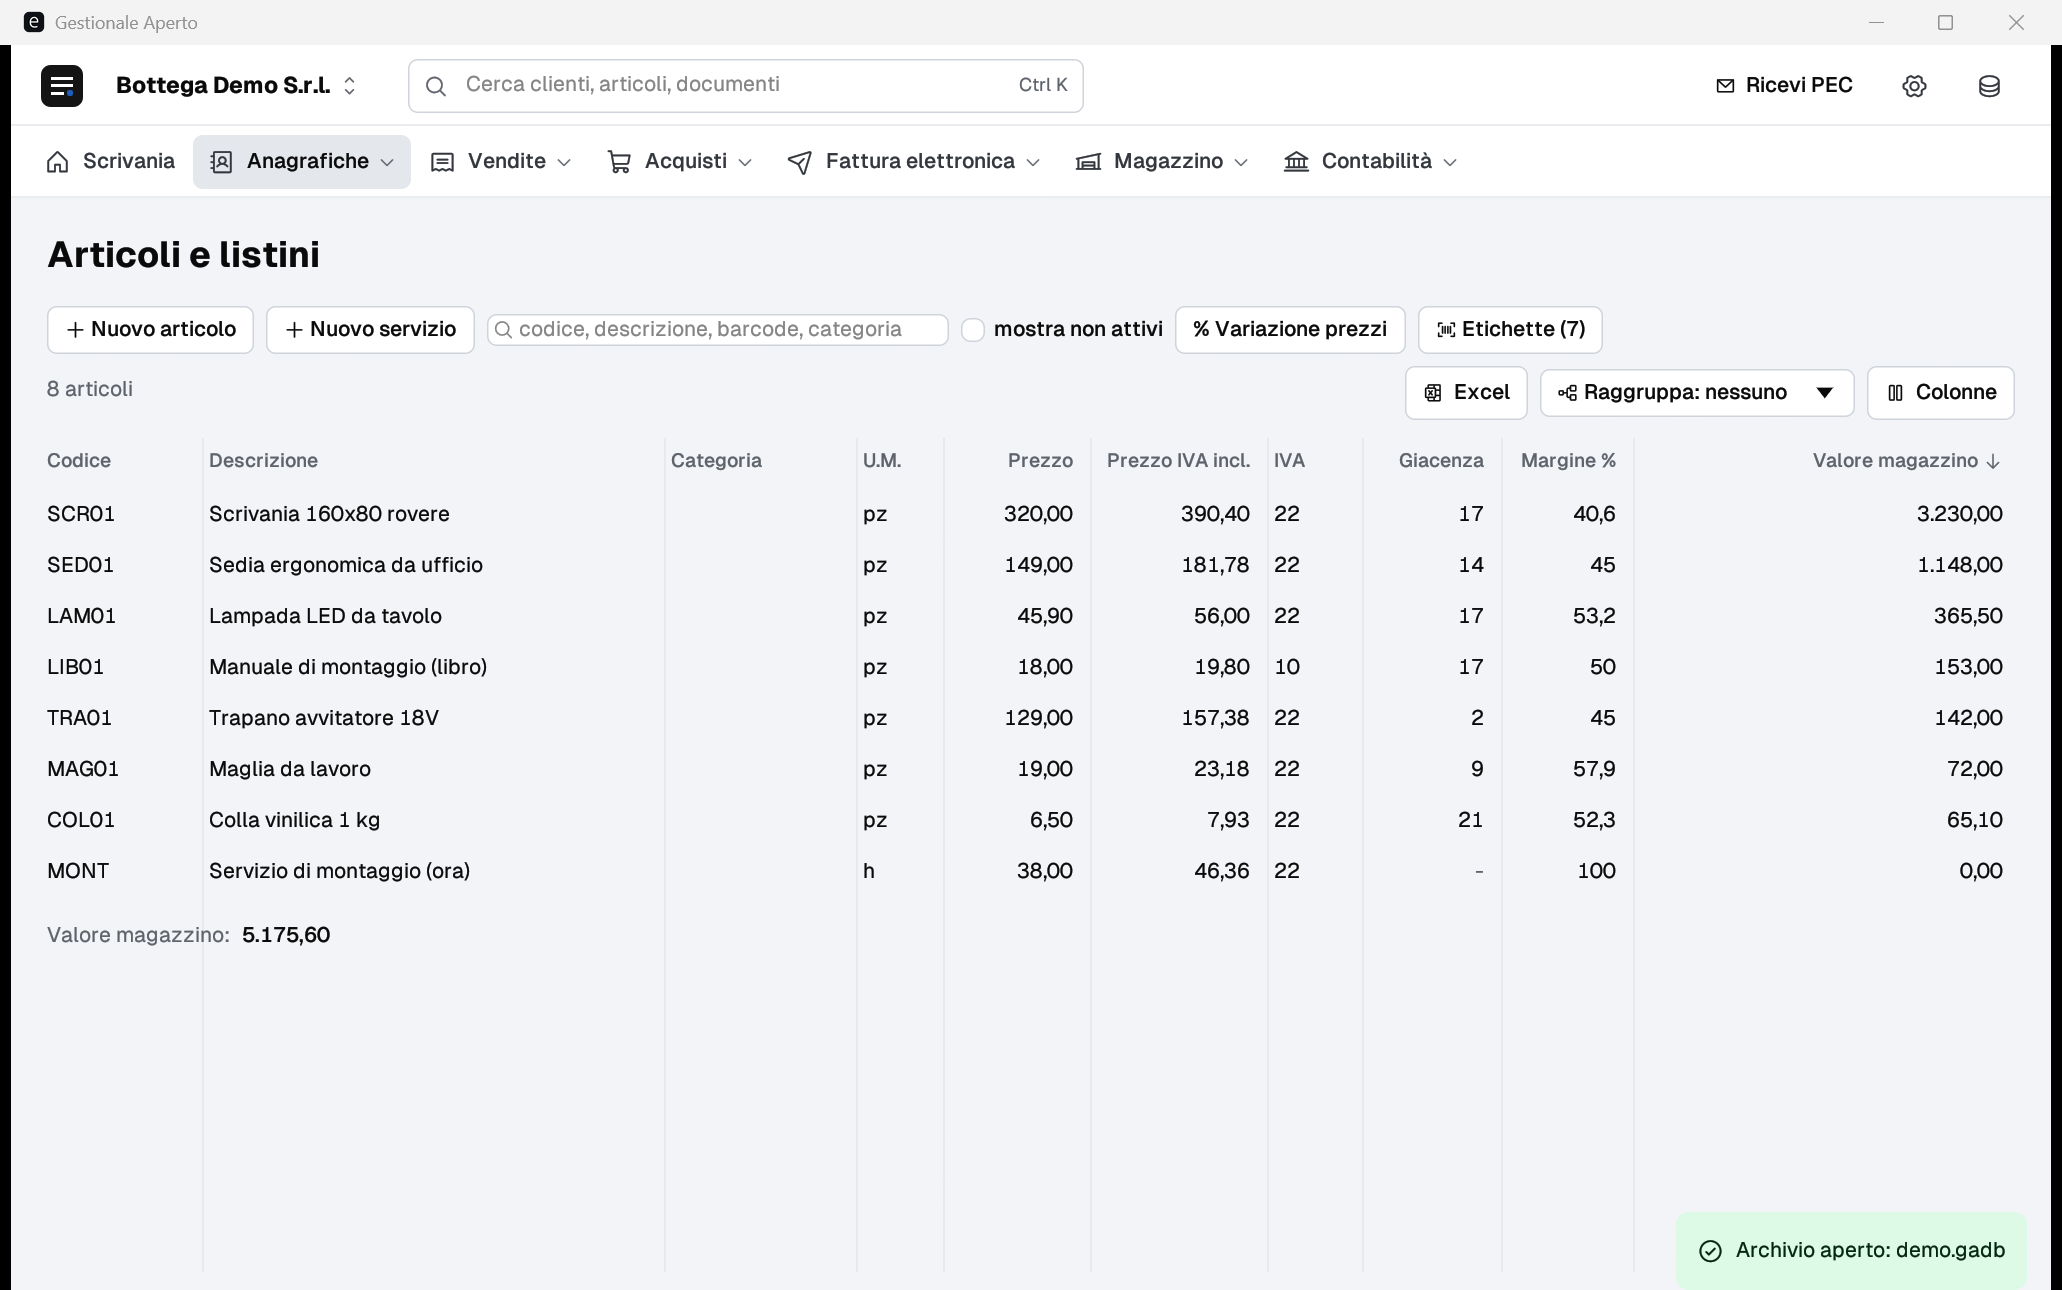 Gestionale Aperto
Bottega Demo S.r.l.
Cerca clienti, articoli, documenti Ctrl K
Ricevi PEC
Scrivania Anagrafiche Vendite Acquisti Fattura elettronica Magazzino Contabilità
Articoli e listini
Nuovo articolo Nuovo servizio codice, descrizione, barcode, categoria mostra non attivi % Variazione prezzi Etichette (7)
8 articoli Excel Raggruppa: nessuno Colonne
Codice Descrizione Categoria U.M. Prezzo Prezzo IVA incl. IVA Giacenza Margine % Valore magazzino ↓
SCR01 Scrivania 160x80 rovere pz 320,00 390,40 22 17 40,6 3.230,00
SED01 Sedia ergonomica da ufficio pz 149,00 181,78 22 14 45 1.148,00
LAM01 Lampada LED da tavolo pz 45,90 56,00 22 17 53,2 365,50
LIB01 Manuale di montaggio (libro) pz 18,00 19,80 10 17 50 153,00
TRA01 Trapano avvitatore 18V pz 129,00 157,38 22 2 45 142,00
MAG01 Maglia da lavoro pz 19,00 23,18 22 9 57,9 72,00
COL01 Colla vinilica 1 kg pz 6,50 7,93 22 21 52,3 65,10
MONT Servizio di montaggio (ora) h 38,00 46,36 22 - 100 0,00
Valore magazzino: 5.175,60
Archivio aperto: demo.gadb